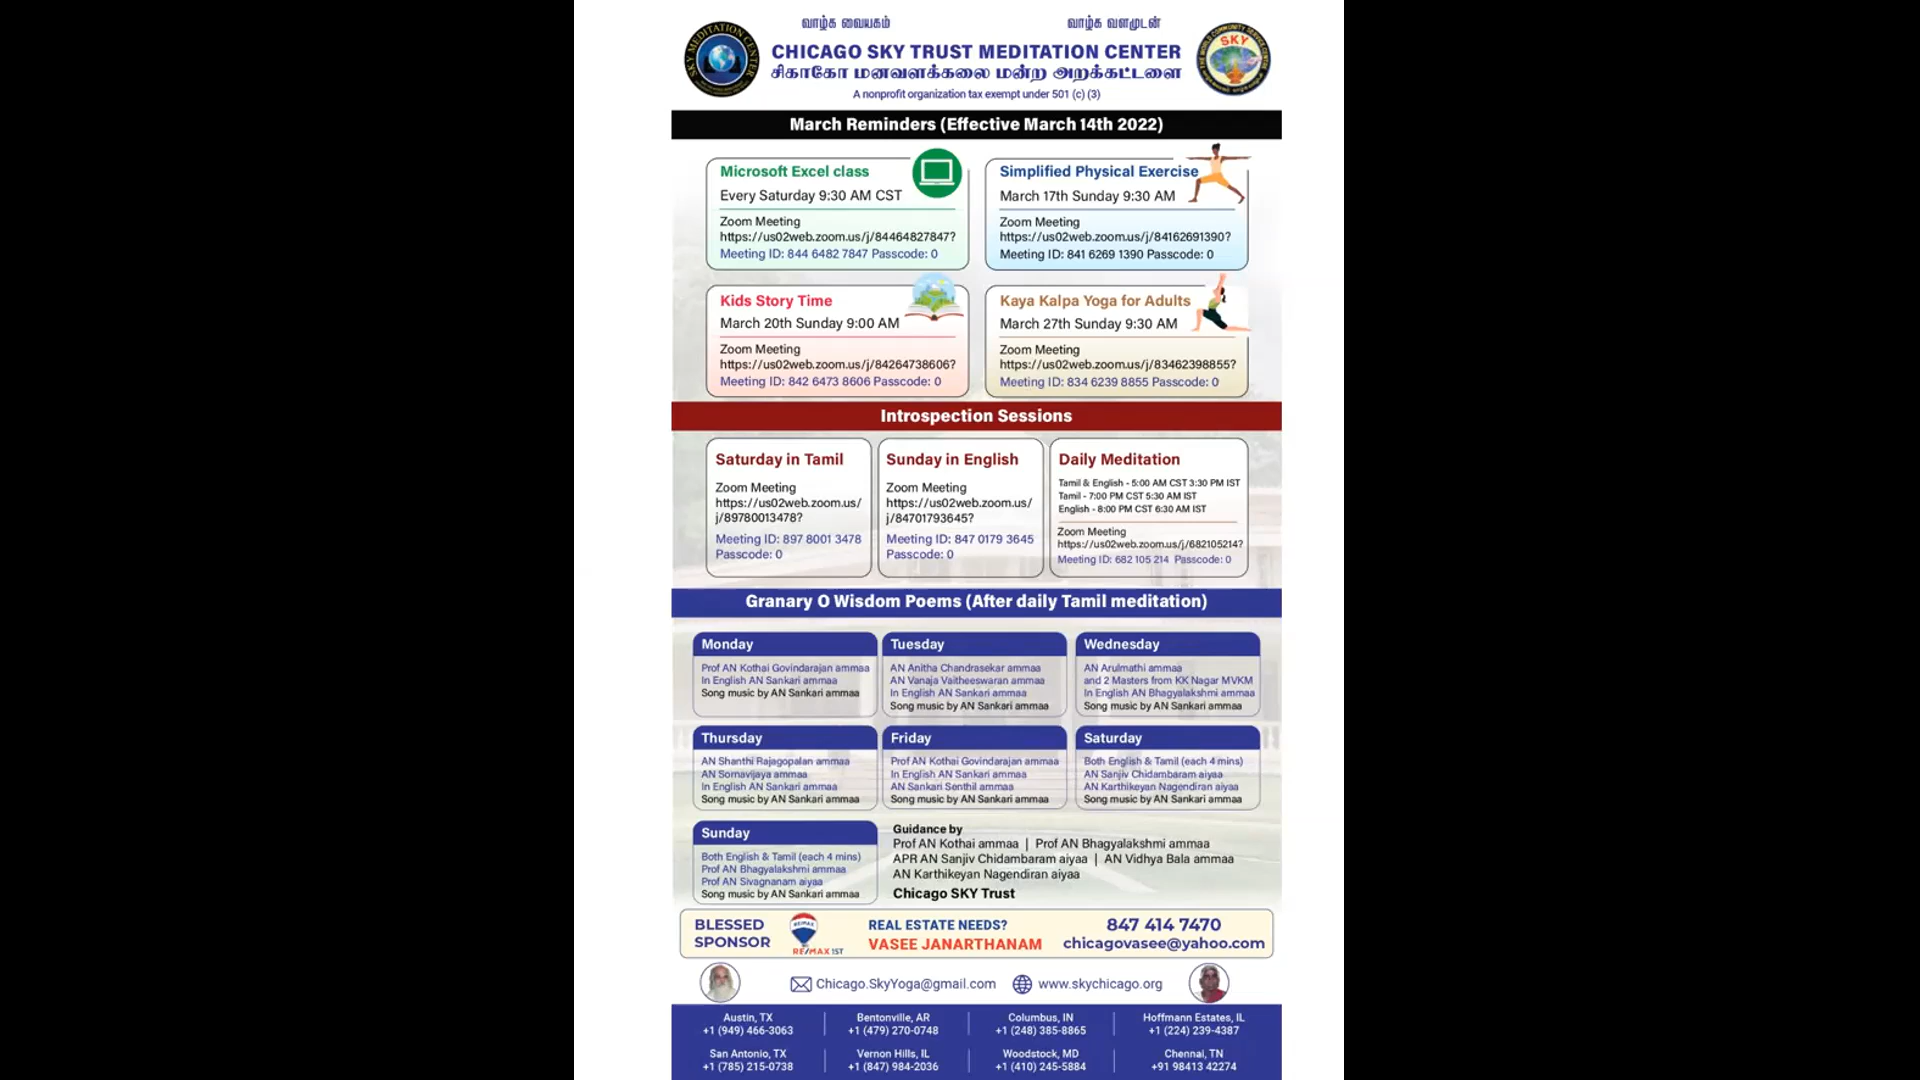 வாழ்க வையகம்
வாழ்க வளமுடன்
CHICAGO SKY TRUST MEDITATION CENTER
சிகாகோ மனவளக்கலை மன்ற அறக்கட்டளை
A nonprofit organization tax exempt under 501 (c) (3)
SKY MEDITATION CENTER
SKY
March Reminders (Effective March 14th 2022)
Microsoft Excel class
Every Saturday 9:30 AM CST
Zoom Meeting
https://us02web.zoom.us/j/84464827847?
Meeting ID: 844 6482 7847 Passcode: 0
Simplified Physical Exercise
March 17th Sunday 9:30 AM
Zoom Meeting
https://us02web.zoom.us/j/84162691390?
Meeting ID: 841 6269 1390 Passcode: 0
Kids Story Time
March 20th Sunday 9:00 AM
Zoom Meeting
https://us02web.zoom.us/j/84264738606?
Meeting ID: 842 6473 8606 Passcode: 0
Kaya Kalpa Yoga for Adults
March 27th Sunday 9:30 AM
Zoom Meeting
https://us02web.zoom.us/j/83462398855?
Meeting ID: 834 6239 8855 Passcode: 0
Introspection Sessions
Saturday in Tamil
Zoom Meeting
https://us02web.zoom.us/
j/89780013478?
Meeting ID: 897 8001 3478
Passcode: 0
Sunday in English
Zoom Meeting
https://us02web.zoom.us/
j/84701793645?
Meeting ID: 847 0179 3645
Passcode: 0
Daily Meditation
Tamil & English - 5:00 AM CST 3:30 PM IST
Tamil - 7:00 PM CST 5:30 AM IST
English - 8:00 PM CST 6:30 AM IST
Zoom Meeting
https://us02web.zoom.us/j/682105214?
Meeting ID: 682 105 214 Passcode: 0
Granary O Wisdom Poems (After daily Tamil meditation)
Monday
Prof AN Kothai Govindarajan ammaa
In English AN Sankari ammaa
Song music by AN Sankari ammaa
Tuesday
AN Anitha Chandrasekar ammaa
AN Vanaja Vaitheeswaran ammaa
In English AN Sankari ammaa
Song music by AN Sankari ammaa
Wednesday
AN Arulmathi ammaa
and 2 Masters from KK Nagar MVKM
In English AN Bhagyalakshmi ammaa
Song music by AN Sankari ammaa
Thursday
AN Shanthi Rajagopalan ammaa
AN Sornavijaya ammaa
In English AN Sankari ammaa
Song music by AN Sankari ammaa
Friday
Prof AN Kothai Govindarajan ammaa
In English AN Sankari ammaa
AN Sankari Senthil ammaa
Song music by AN Sankari ammaa
Saturday
Both English & Tamil (each 4 mins)
AN Sanjiv Chidambaram aiyaa
AN Karthikeyan Nagendiran aiyaa
Song music by AN Sankari ammaa
Sunday
Both English & Tamil (each 4 mins)
Prof AN Bhagyalakshmi ammaa
Prof AN Sivagnanam aiyaa
Song music by AN Sankari ammaa
Guidance by
Prof AN Kothai ammaa | Prof AN Bhagyalakshmi ammaa
APR AN Sanjiv Chidambaram aiyaa | AN Vidhya Bala ammaa
AN Karthikeyan Nagendiran aiyaa
Chicago SKY Trust
BLESSED
SPONSOR
RE/MAX
RE/MAX 1ST
REAL ESTATE NEEDS?
VASEE JANARTHANAM
847 414 7470
chicagovasee@yahoo.com
Chicago.SkyYoga@gmail.com
www.skychicago.org
Austin, TX
+1 (949) 466-3063
Bentonville, AR
+1 (479) 270-0748
Columbus, IN
+1 (248) 385-8865
Hoffmann Estates, IL
+1 (224) 239-4387
San Antonio, TX
+1 (785) 215-0738
Vernon Hills, IL
+1 (847) 984-2036
Woodstock, MD
+1 (410) 245-5884
Chennai, TN
+91 98413 42274